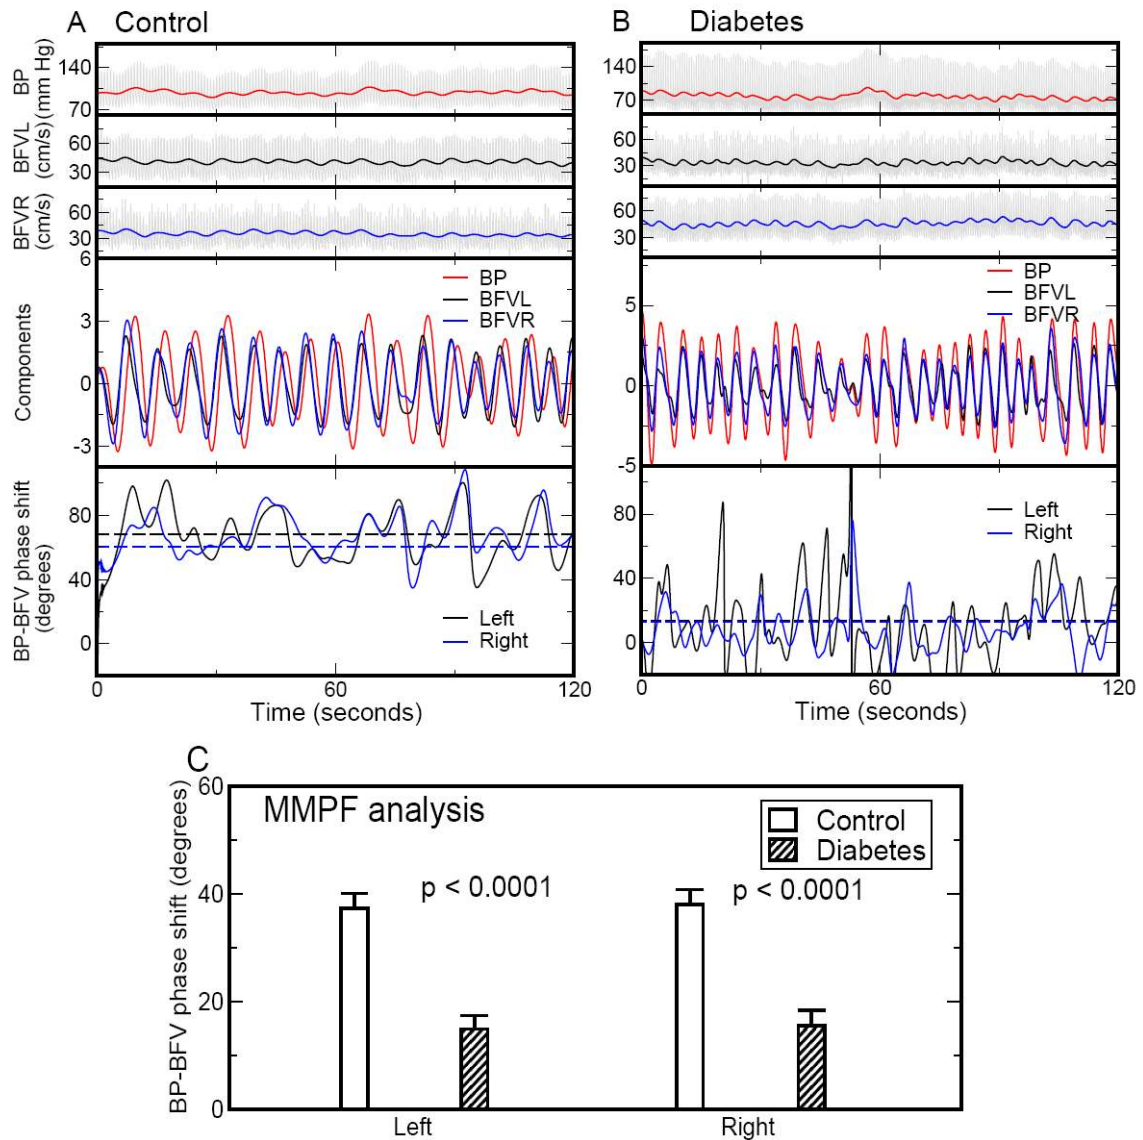 A Control
B Diabetes
BP
(mm Hg)
140
70
BFVL
(cm/s)
60
30
BFVR
(cm/s)
60
30
Components
6
3
0
-3
BP
BFVL
BFVR
BP-BFV phase shift
(degrees)
80
40
0
Left
Right
0 60 120
Time (seconds)
140
70
60
30
60
30
5
0
-5
BP
BFVL
BFVR
80
40
0
Left
Right
0 60 120
Time (seconds)
C
MMPF analysis
BP-BFV phase shift (degrees)
60
40
20
0
Control
Diabetes
p < 0.0001
p < 0.0001
Left
Right